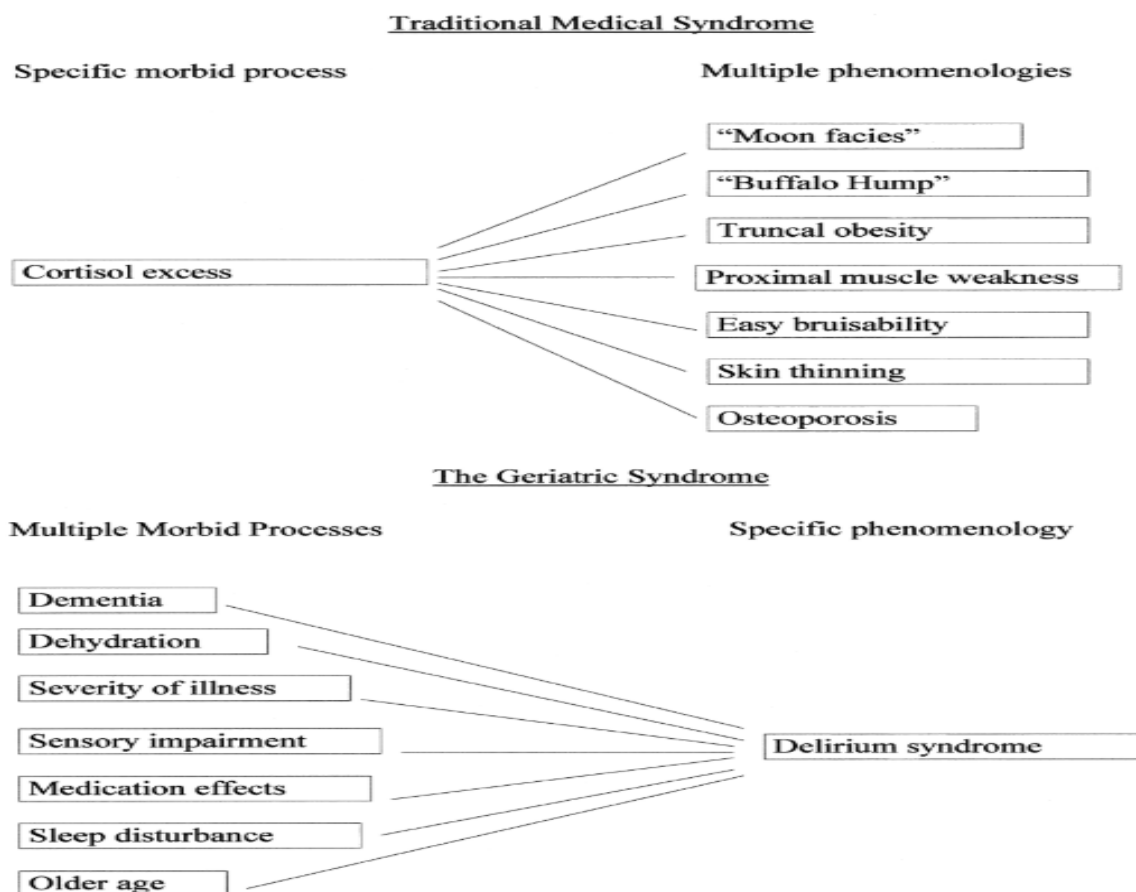 Traditional Medical Syndrome
Specific morbid process
Multiple phenomenologies
“Moon facies”
“Buffalo Hump”
Truncal obesity
Cortisol excess
Proximal muscle weakness
Easy bruisability
Skin thinning
Osteoporosis
The Geriatric Syndrome
Multiple Morbid Processes
Specific phenomenology
Dementia
Dehydration
Severity of illness
Sensory impairment
Delirium syndrome
Medication effects
Sleep disturbance
Older age